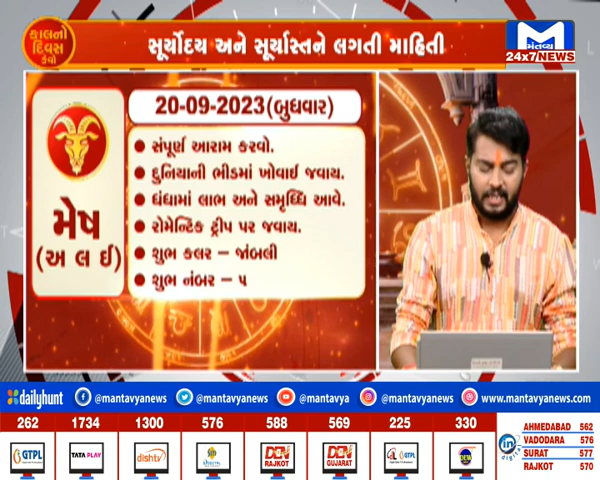 કાલનો
દિવસ
કેવો
સૂર્યોદય અને સૂર્યાસ્તને લગતી માહિતી
મંતવ્ય
24x7NEWS
20-09-2023(બુધવાર)
સંપૂર્ણ આરામ કરવો.
દુનિયાની ભીડમાં ખોવાઈ જવાય.
ધંધામાં લાભ અને સમૃધ્ધિ આવે.
રોમેન્ટિક ટ્રીપ પર જવાય.
શુભ કલર – જાંબલી
શુભ નંબર – ૫
મેષ
(અ લ ઈ)
dailyhunt @mantavyanews @mantavya @mantavyanews www.mantavyanews.com
262 1734 1300 576 588 569 225 330
GTPL TATA PLAY dishtv DEN RAJKOT DEN GUJARAT
in digital
AHMEDABAD 562
VADODARA 576
SURAT 577
RAJKOT 570